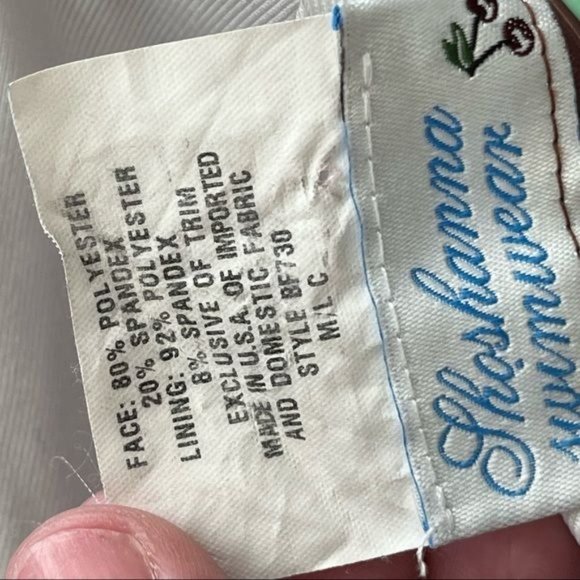 FACE: 80% POLYESTER
20% SPANDEX
LINING: 92% POLYESTER
8% SPANDEX
EXCLUSIVE OF TRIM
MADE IN U.S.A. OF IMPORTED
AND DOMESTIC FABRIC
STYLE BF730
M/L C
Shoshanna
swimwear